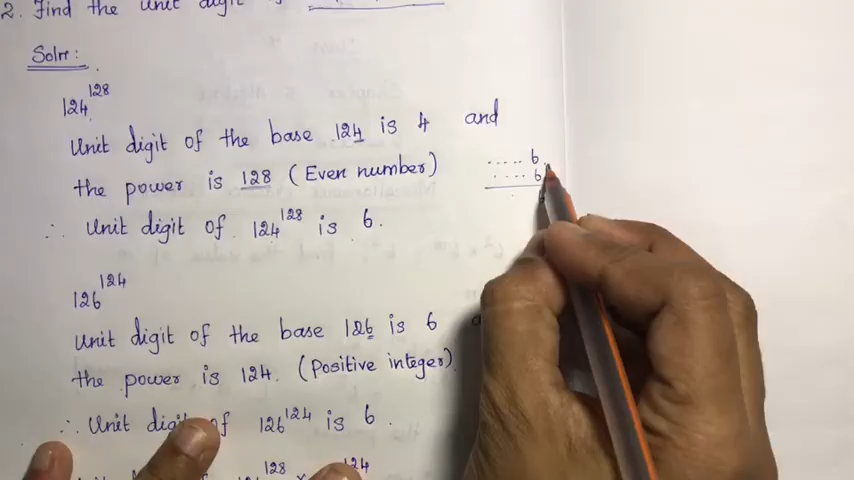 2. Find the unit digit
Soln:
124^128
Unit digit of the base 124 is 4 and
the power is 128 (Even number)
..... 6
.... 6
∴ Unit digit of 124^128 is 6.
126^124
Unit digit of the base 126 is 6
the power is 124. (Positive integer)
∴ Unit digit of 126^124 is 6